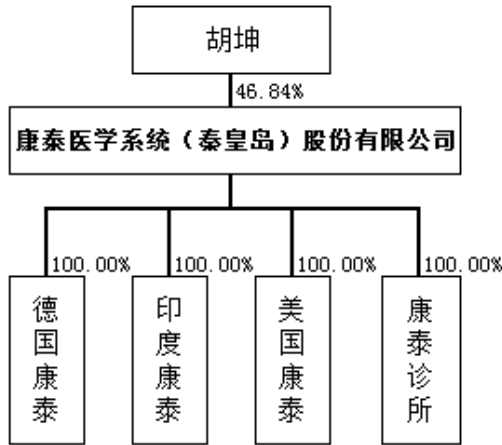 胡坤
46.84%
康泰医学系统（秦皇岛）股份有限公司
100.00% 100.00% 100.00% 100.00%
德国康泰
印度康泰
美国康泰
康泰诊所